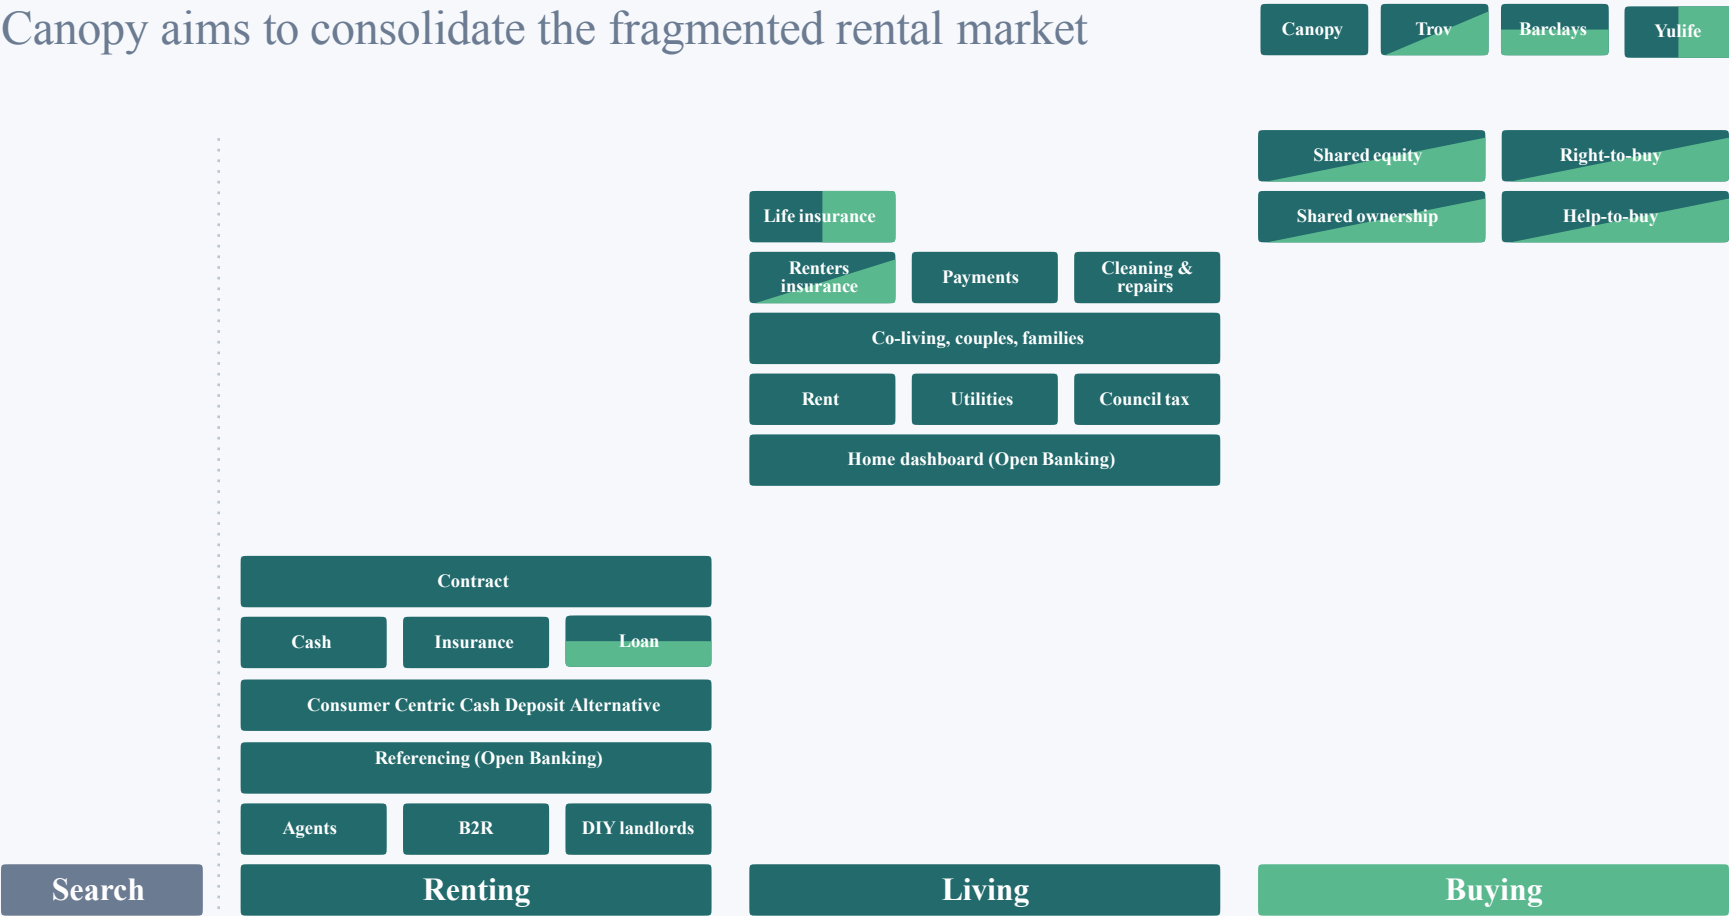 Canopy aims to consolidate the fragmented rental market
Canopy
Trov
Barclays
Yulife
Shared equity
Right-to-buy
Life insurance
Shared ownership
Help-to-buy
Renters
insurance
Payments
Cleaning &
repairs
Co-living, couples, families
Rent
Utilities
Council tax
Home dashboard (Open Banking)
Contract
Cash
Insurance
Loan
Consumer Centric Cash Deposit Alternative
Referencing (Open Banking)
Agents
B2R
DIY landlords
Search
Renting
Living
Buying